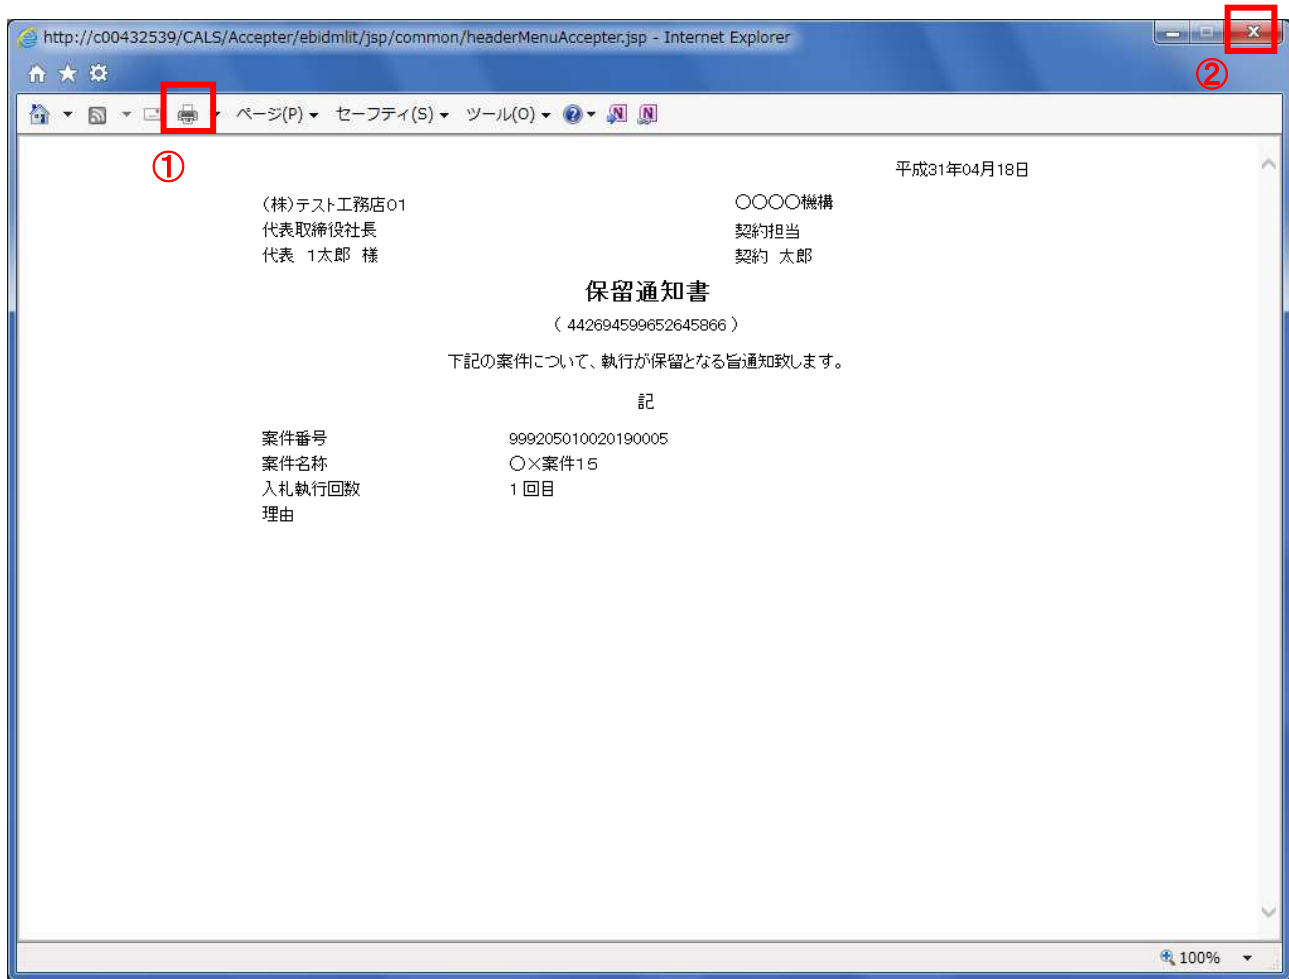 http://c00432539/CALS/Accepter/ebidmlit/jsp/common/headerMenuAccepter.jsp - Internet Explorer
②
ページ(P) セーフティ(S) ツール(O)
①
平成31年04月18日
(株)テスト工務店01 〇〇〇〇機構
代表取締役社長 契約担当
代表 1太郎 様 契約 太郎
保留通知書
( 442694599652645866 )
下記の案件について、執行が保留となる旨通知致します。
記
案件番号 999205010020190005
案件名称 〇×案件15
入札執行回数 1回目
理由
100%